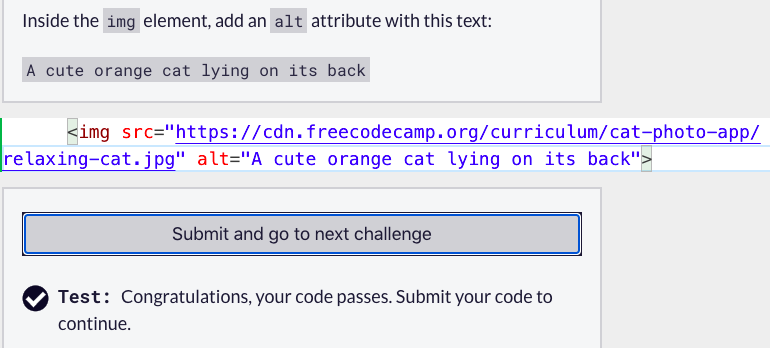 Inside the img element, add an alt attribute with this text:
A cute orange cat lying on its back
<img src="https://cdn.freecodecamp.org/curriculum/cat-photo-app/
relaxing-cat.jpg" alt="A cute orange cat lying on its back">
Submit and go to next challenge
Test: Congratulations, your code passes. Submit your code to
continue.